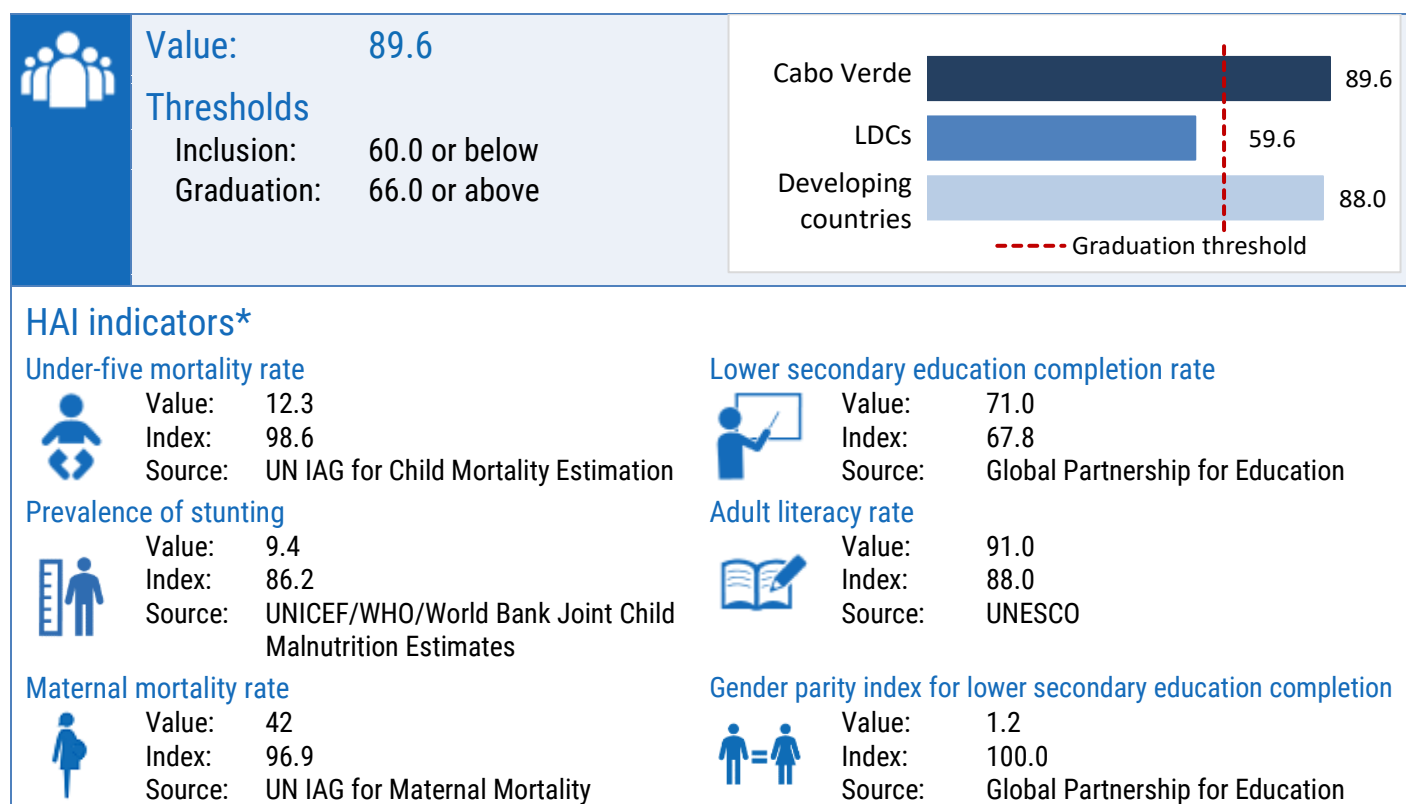 Value: 89.6
Thresholds
Inclusion: 60.0 or below
Graduation: 66.0 or above
Cabo Verde 89.6
LDCs 59.6
Developing
countries 88.0
Graduation threshold
HAI indicators*
Under-five mortality rate
Value: 12.3
Index: 98.6
Source: UN IAG for Child Mortality Estimation
Prevalence of stunting
Value: 9.4
Index: 86.2
Source: UNICEF/WHO/World Bank Joint Child
Malnutrition Estimates
Maternal mortality rate
Value: 42
Index: 96.9
Source: UN IAG for Maternal Mortality
Lower secondary education completion rate
Value: 71.0
Index: 67.8
Source: Global Partnership for Education
Adult literacy rate
Value: 91.0
Index: 88.0
Source: UNESCO
Gender parity index for lower secondary education completion
Value: 1.2
Index: 100.0
Source: Global Partnership for Education